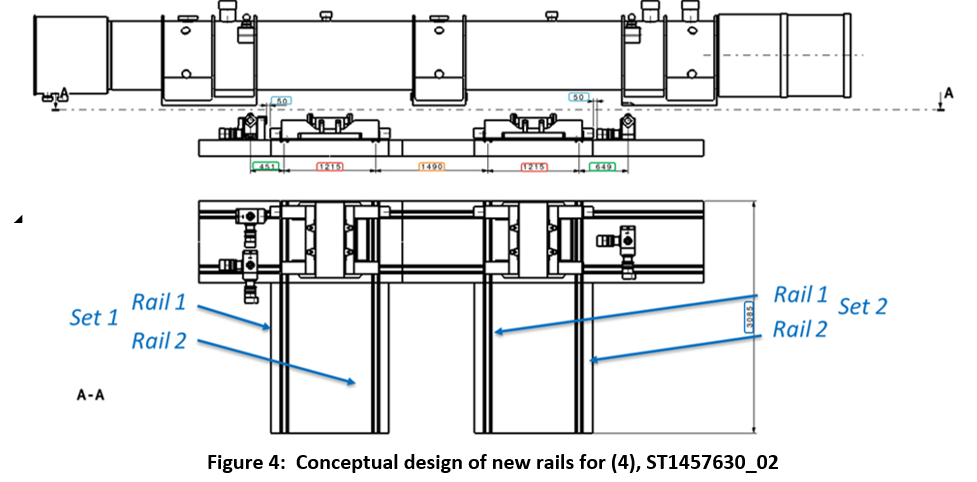 A
A
50
50
451
1215
1490
1215
649
Rail 1
Set 1
Rail 2
Rail 1
Set 2
Rail 2
3085
A-A
Figure 4: Conceptual design of new rails for (4), ST1457630_02